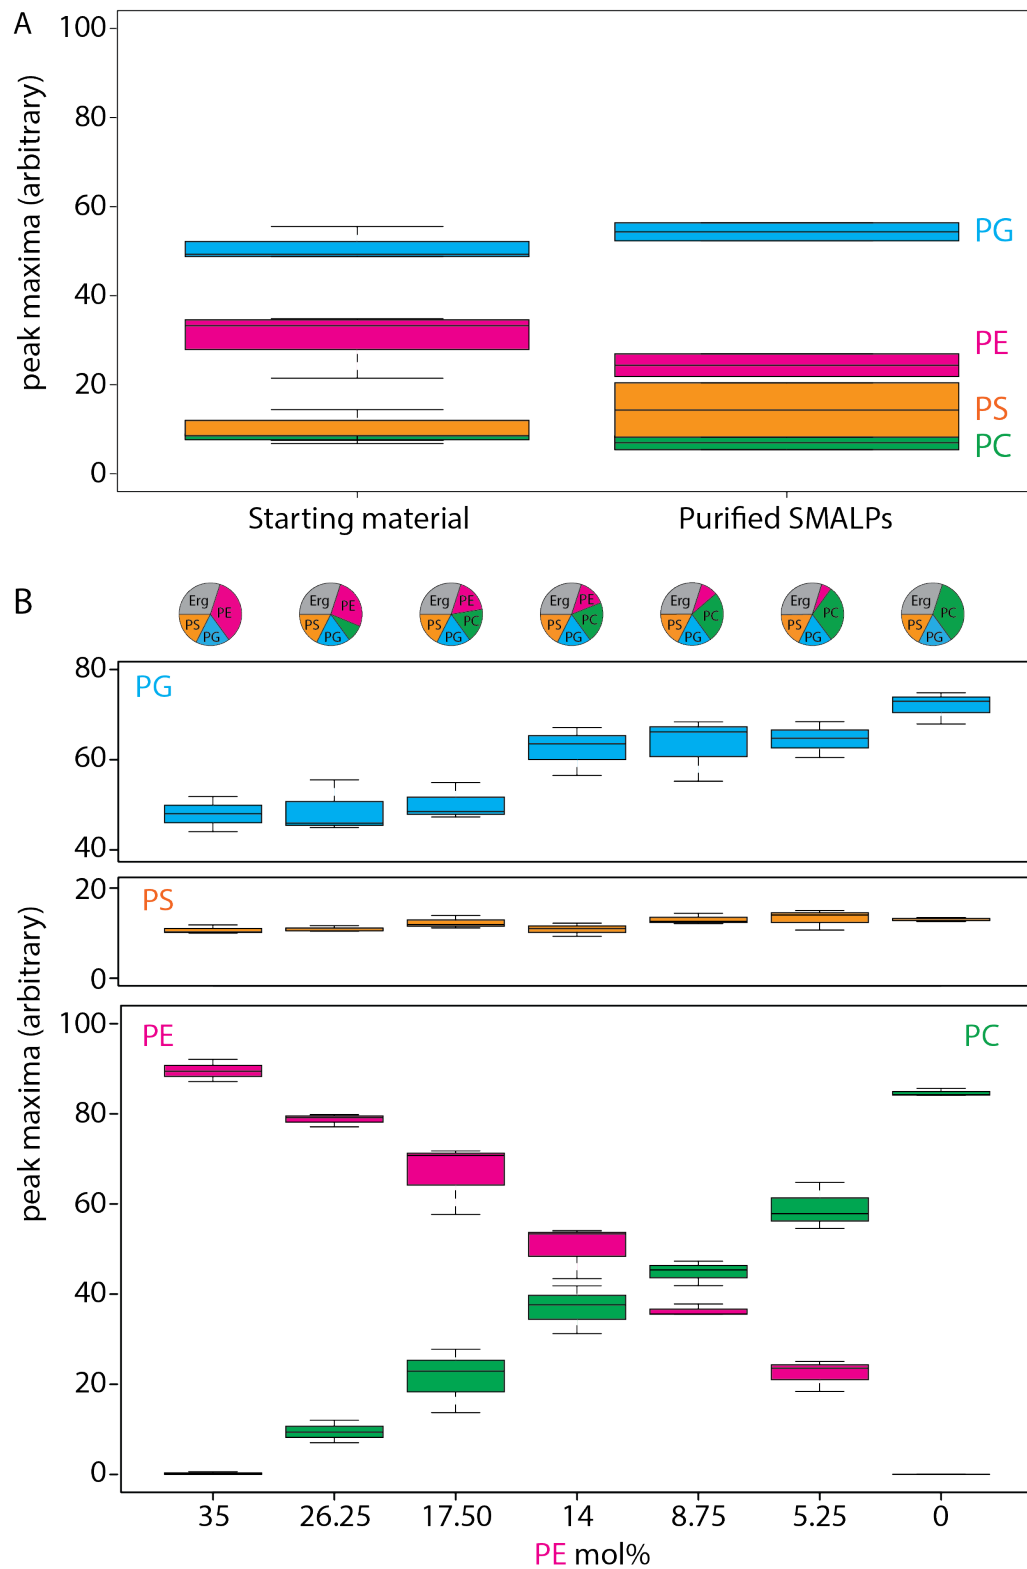 A
peak maxima (arbitrary)
100
80
60
40
20
0
PG
PE
PS
PC
Starting material
Purified SMALPs
B
Erg PE PG PS
Erg PE PG PS
Erg PE PC PG PS
Erg PE PC PG PS
Erg PC PG PS
Erg PC PG PS
Erg PC PG PS
PG
80
60
40
PS
20
0
peak maxima (arbitrary)
PE
PC
100
80
60
40
20
0
35 26.25 17.50 14 8.75 5.25 0
PE mol%